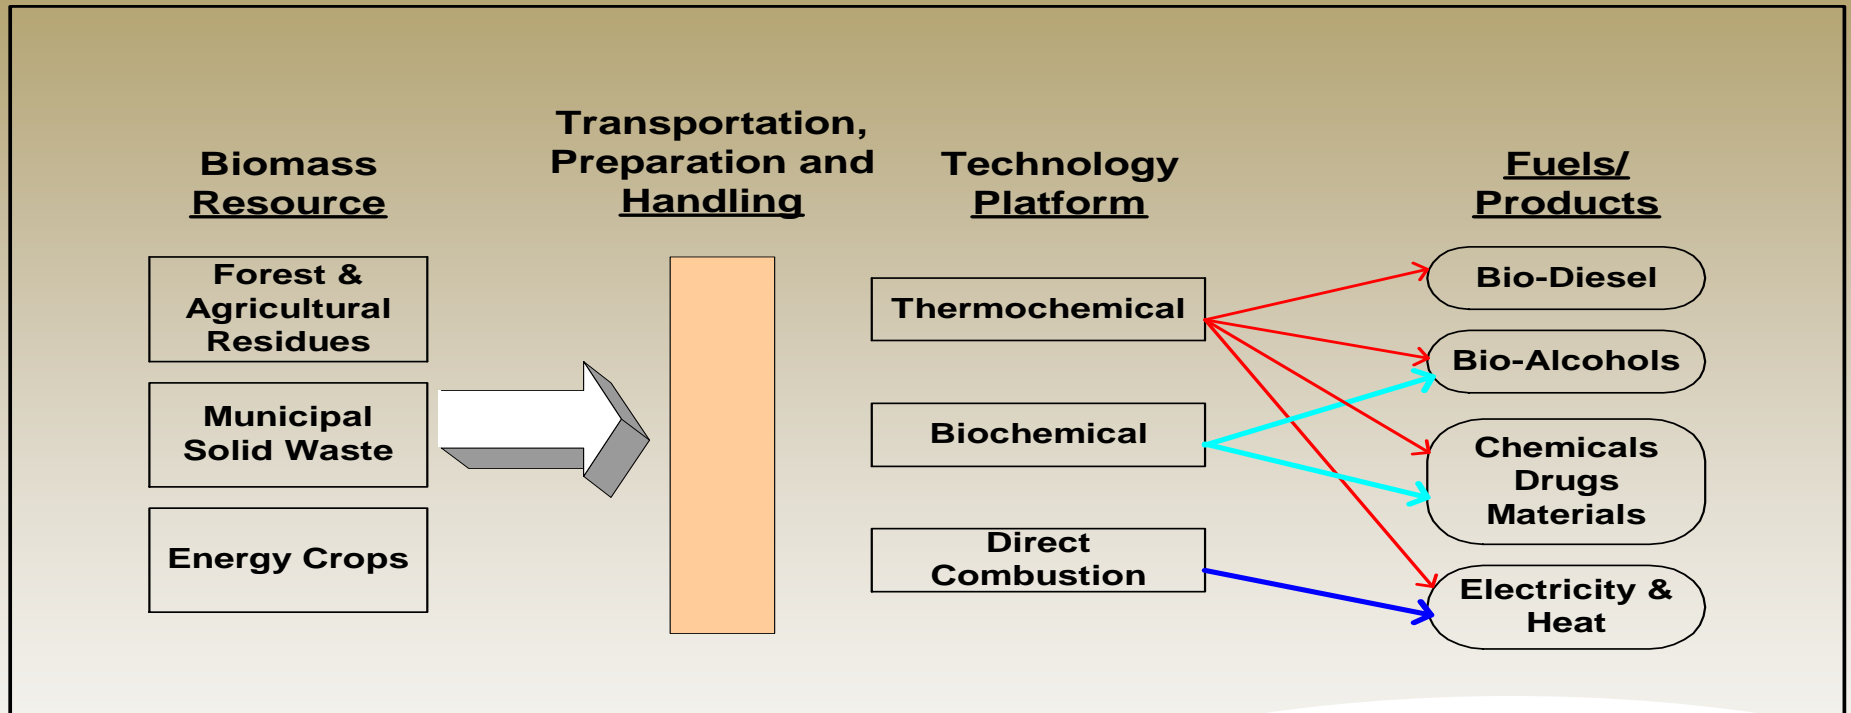 Biomass
Resource
Forest &
Agricultural
Residues
Municipal
Solid Waste
Energy Crops
Transportation,
Preparation and
Handling
Technology
Platform
Thermochemical
Biochemical
Direct
Combustion
Fuels/
Products
Bio-Diesel
Bio-Alcohols
Chemicals
Drugs
Materials
Electricity &
Heat